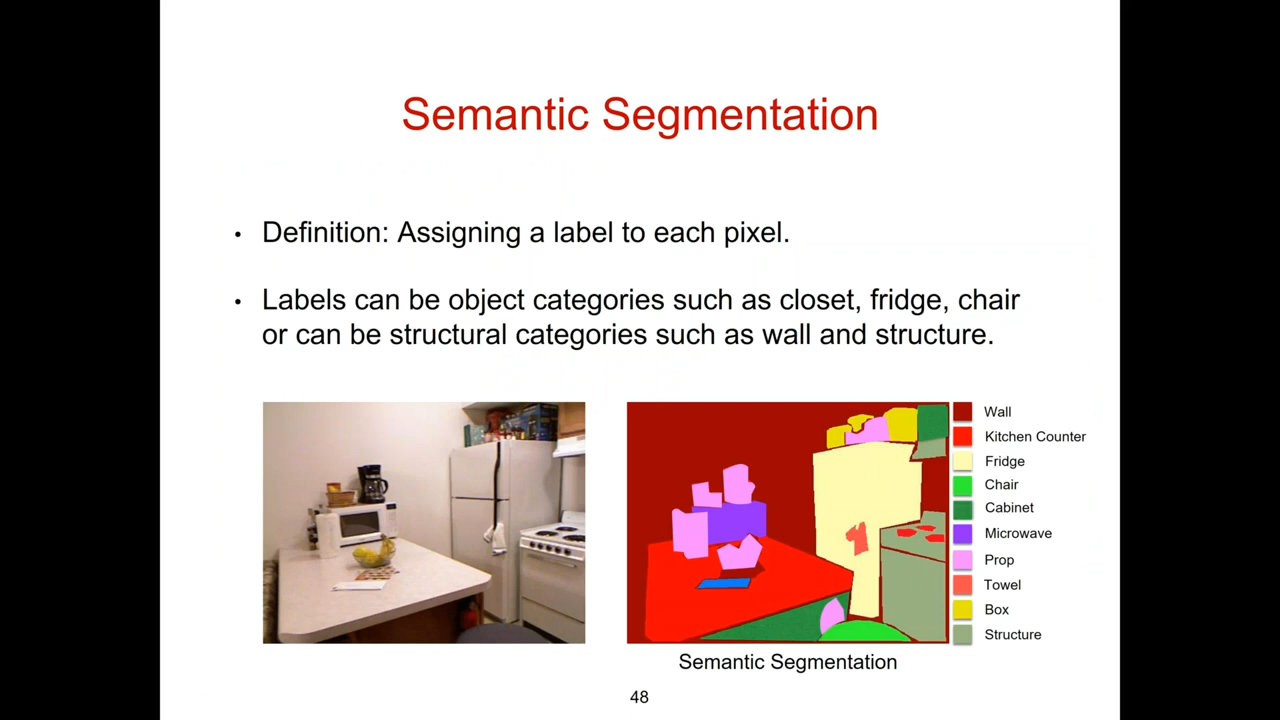 Semantic Segmentation
• Definition: Assigning a label to each pixel.
• Labels can be object categories such as closet, fridge, chair
or can be structural categories such as wall and structure.
Wall
Kitchen Counter
Fridge
Chair
Cabinet
Microwave
Prop
Towel
Box
Structure
Semantic Segmentation
48